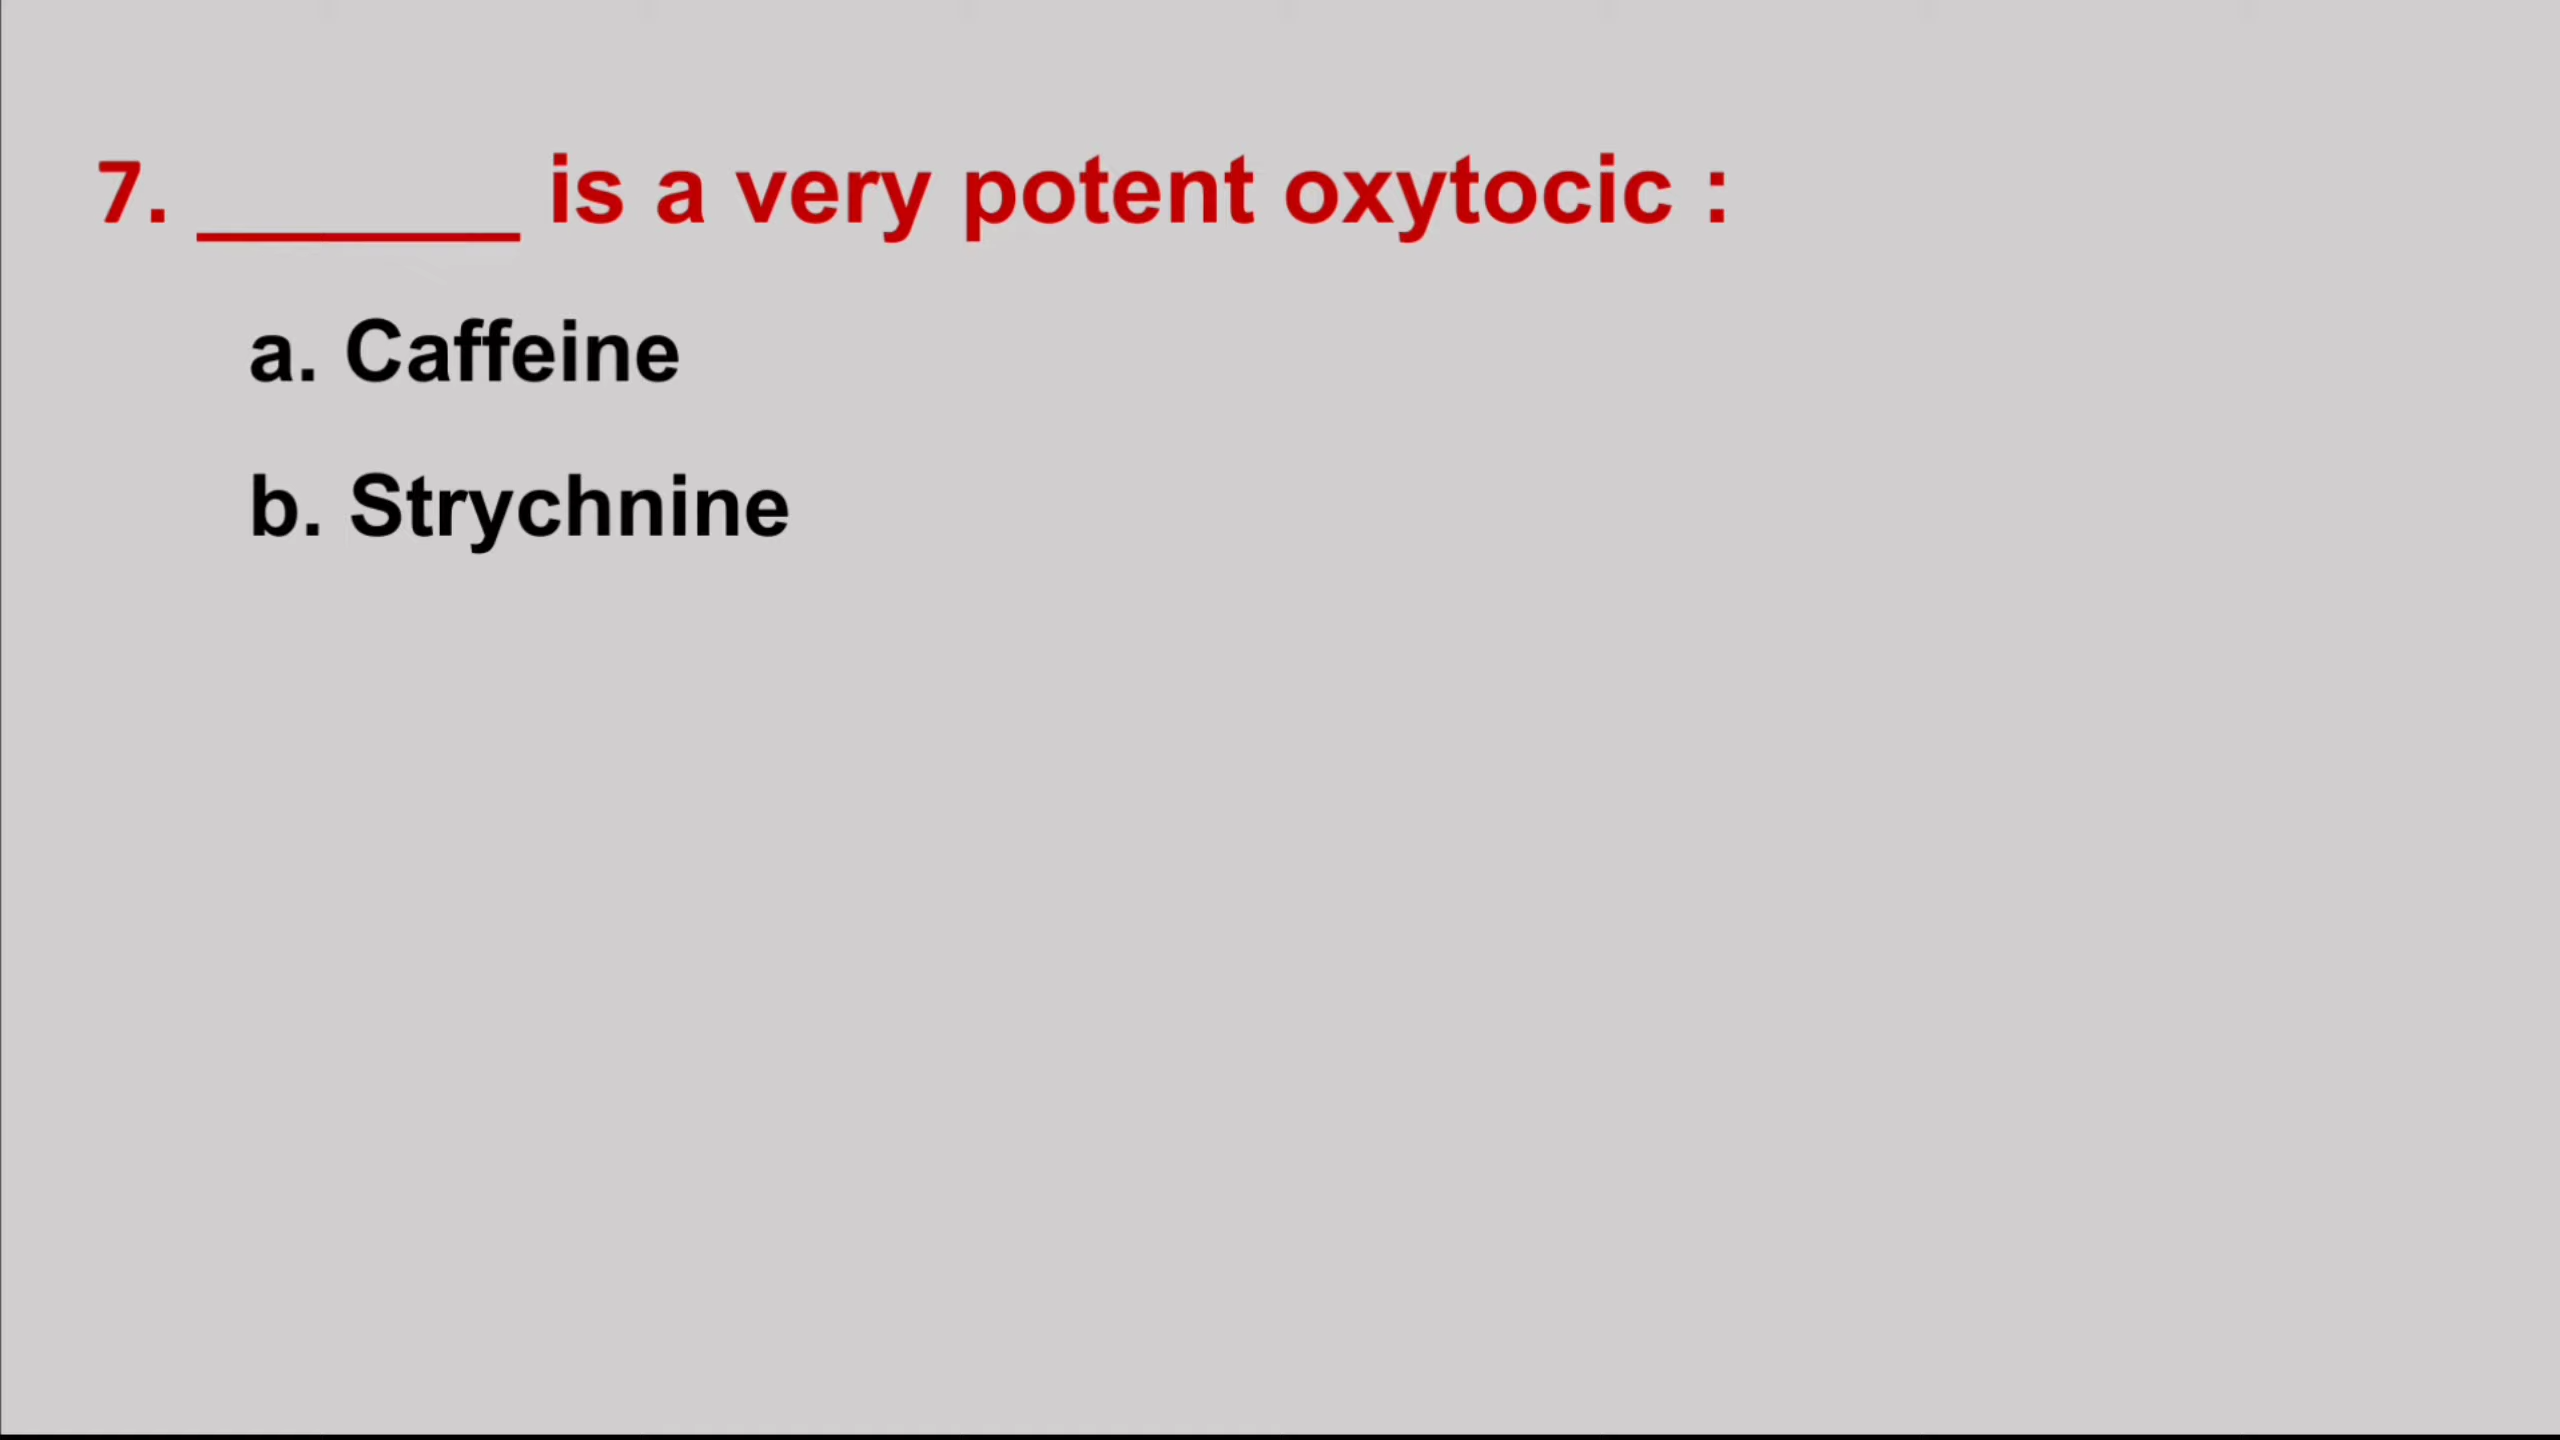 7. _______ is a very potent oxytocic :
a. Caffeine
b. Strychnine